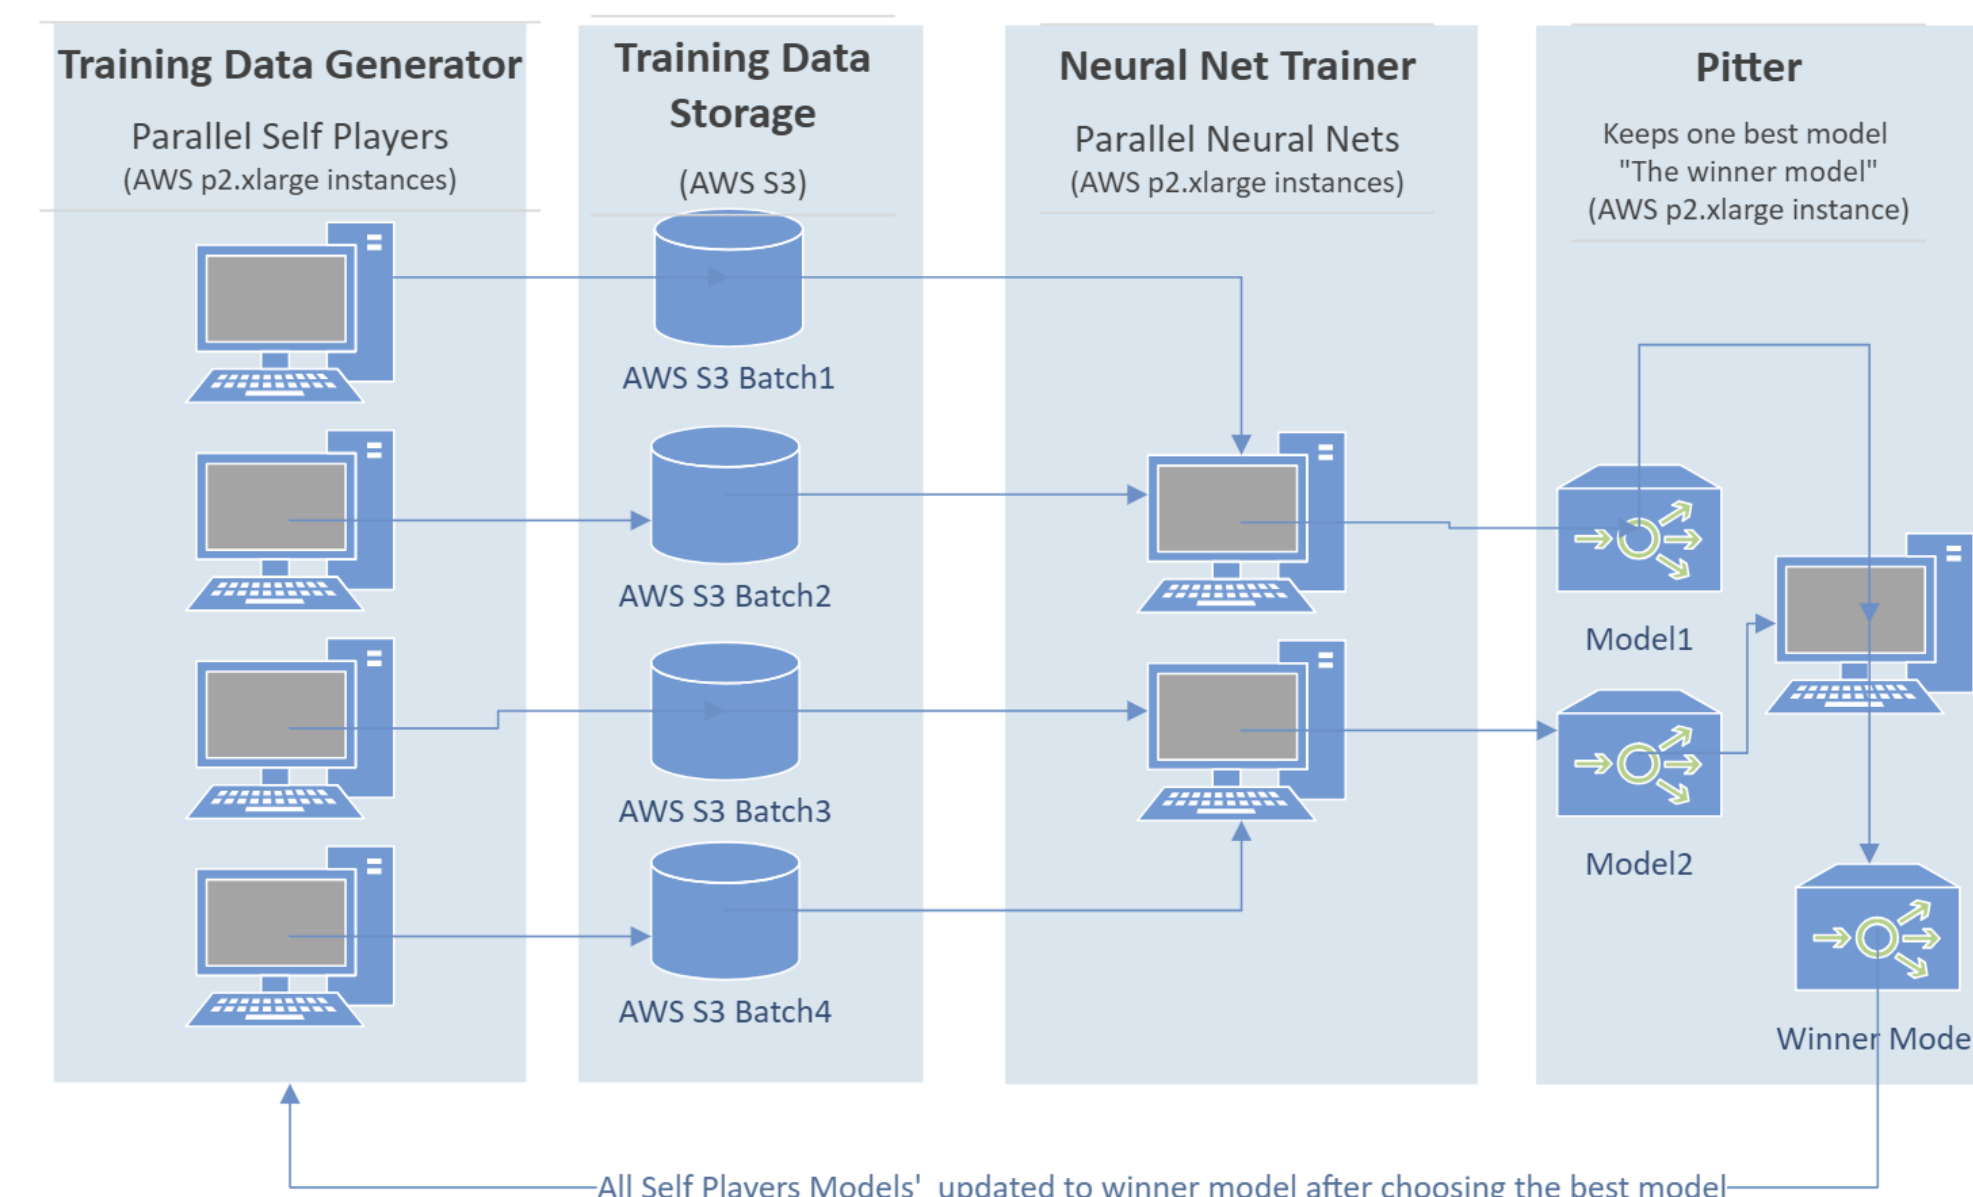 Training Data Generator
Parallel Self Players
(AWS p2.xlarge instances)
Training Data
Storage
(AWS S3)
AWS S3 Batch1
AWS S3 Batch2
AWS S3 Batch3
AWS S3 Batch4
Neural Net Trainer
Parallel Neural Nets
(AWS p2.xlarge instances)
Pitter
Keeps one best model
"The winner model"
(AWS p2.xlarge instance)
Model1
Model2
Winner Mode
All Self Players Models' updated to winner model after choosing the best model